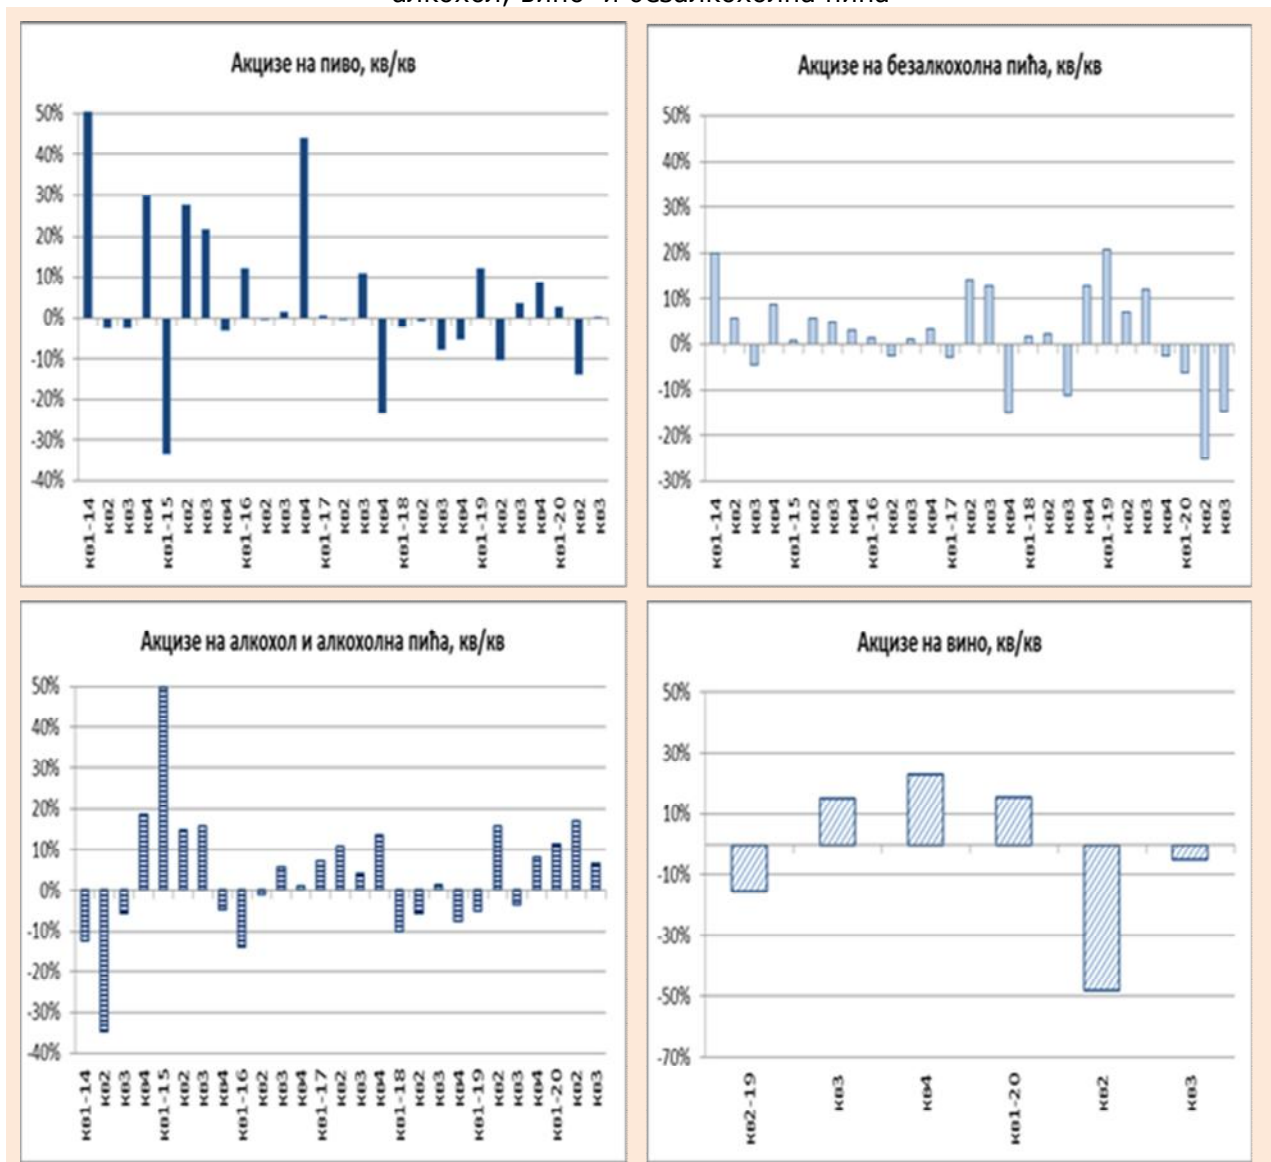 алкохол, вино и безалкохолна пића
Акцизе на пиво, кв/кв
50%
40%
30%
20%
10%
0%
-10%
-20%
-30%
-40%
кв1-14
кв2
кв3
кв4
кв1-15
кв2
кв3
кв4
кв1-16
кв2
кв3
кв4
кв1-17
кв2
кв3
кв4
кв1-18
кв2
кв3
кв4
кв1-19
кв2
кв3
кв4
кв1-20
кв2
кв3
Акцизе на безалкохолна пића, кв/кв
50%
40%
30%
20%
10%
0%
-10%
-20%
-30%
кв1-14
кв2
кв3
кв4
кв1-15
кв2
кв3
кв4
кв1-16
кв2
кв3
кв4
кв1-17
кв2
кв3
кв4
кв1-18
кв2
кв3
кв4
кв1-19
кв2
кв3
кв4
кв1-20
кв2
кв3
Акцизе на алкохол и алкохолна пића, кв/кв
50%
40%
30%
20%
10%
0%
-10%
-20%
-30%
-40%
кв1-14
кв2
кв3
кв4
кв1-15
кв2
кв3
кв4
кв1-16
кв2
кв3
кв4
кв1-17
кв2
кв3
кв4
кв1-18
кв2
кв3
кв4
кв1-19
кв2
кв3
кв4
кв1-20
кв2
кв3
Акцизе на вино, кв/кв
50%
30%
10%
-10%
-30%
-50%
-70%
кв2-19
кв3
кв4
кв1-20
кв2
кв3